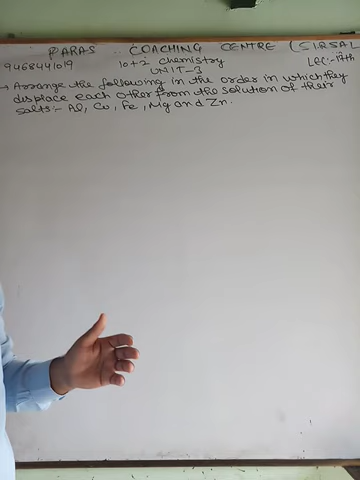 PARAS COACHING CENTRE (SIRSA)
9468441019 10+2 chemistry LEC:-17th
UNIT-3
→ Arrange the following in the order in which they
displace each other from the solution of their
salts:- Al, Cu, Fe, Mg and Zn.